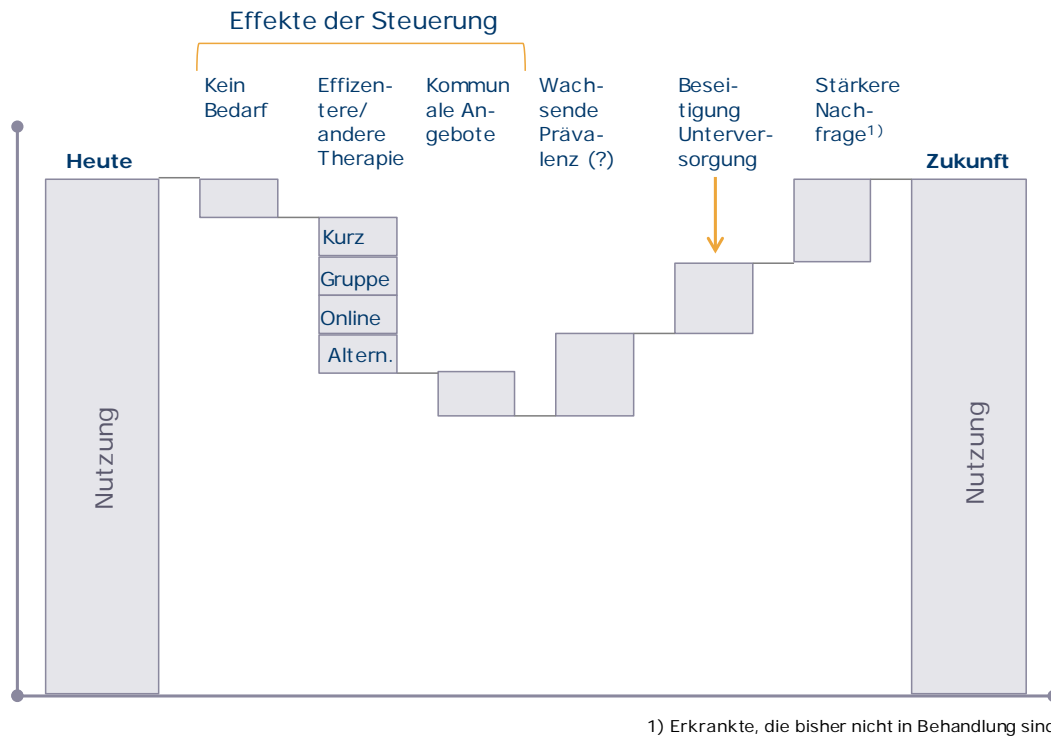 Effekte der Steuerung
Kein
Bedarf
Effizen-
tere/
andere
Therapie
Kommun
ale An-
gebote
Wach-
sende
Präva-
lenz (?)
Besei-
tigung
Unterver-
sorgung
Stärkere
Nach-
frage1)
Heute
Zukunft
Kurz
Gruppe
Online
Altern.
Nutzung
Nutzung
1) Erkrankte, die bisher nicht in Behandlung sind